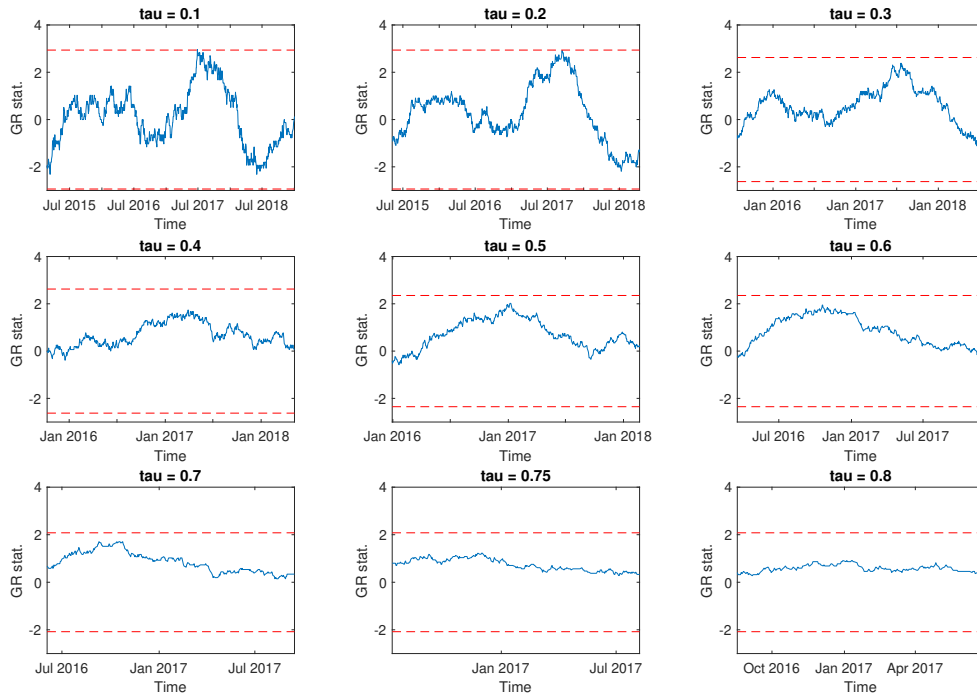 tau = 0.1 tau = 0.2 tau = 0.3
4 4 4
2 2 2
0 0 0
-2 -2 -2
GR stat. GR stat. GR stat.
Jul 2015 Jul 2016 Jul 2017 Jul 2018 Jul 2015 Jul 2016 Jul 2017 Jul 2018 Jan 2016 Jan 2017 Jan 2018
Time Time Time
tau = 0.4 tau = 0.5 tau = 0.6
4 4 4
2 2 2
0 0 0
-2 -2 -2
GR stat. GR stat. GR stat.
Jan 2016 Jan 2017 Jan 2018 Jan 2016 Jan 2017 Jan 2018 Jul 2016 Jan 2017 Jul 2017
Time Time Time
tau = 0.7 tau = 0.75 tau = 0.8
4 4 4
2 2 2
0 0 0
-2 -2 -2
GR stat. GR stat. GR stat.
Jul 2016 Jan 2017 Jul 2017 Jan 2017 Jul 2017 Oct 2016 Jan 2017 Apr 2017
Time Time Time